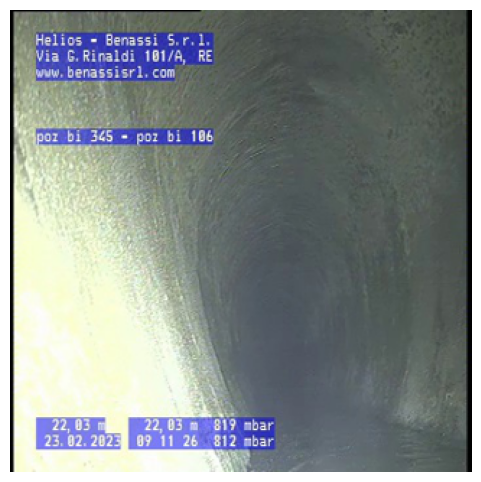 Helios - Benassi S.r.l.
Via G.Rinaldi 101/A, RE
www.benassisrl.com
poz bi 345 - poz bi 106
22,03 m 22,03 m 819 mbar
23.02.2023 09 11 26 812 mbar